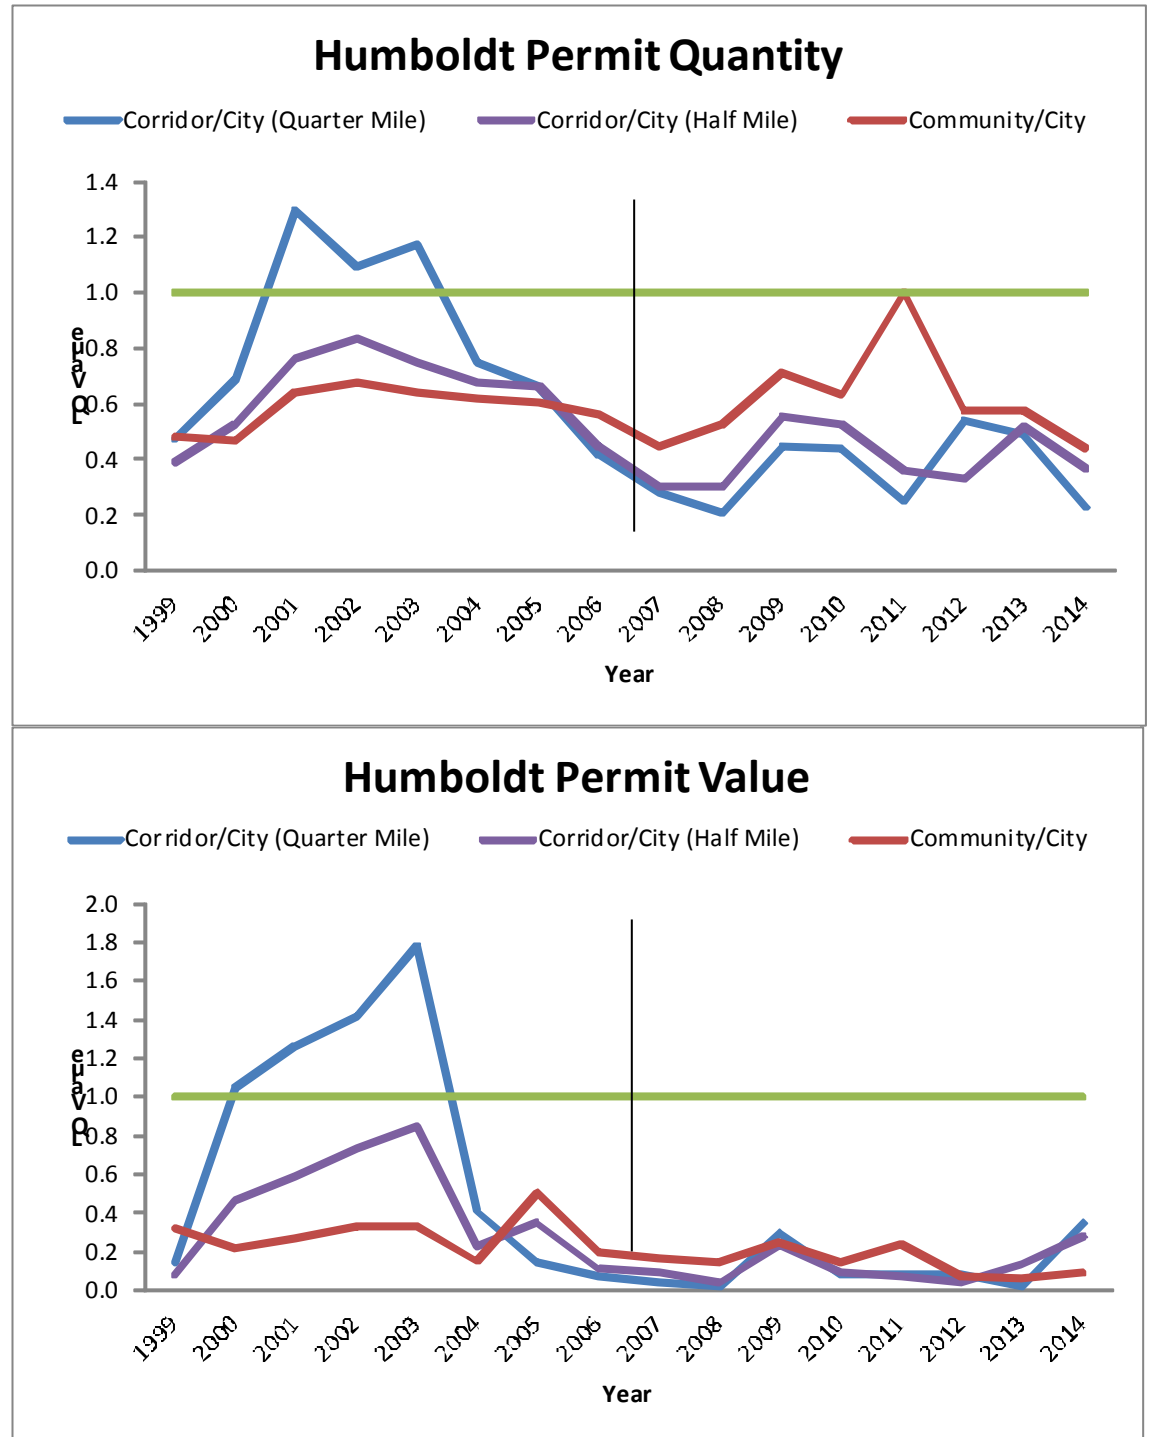 Humboldt Permit Quantity
Corridor/City (Quarter Mile) Corridor/City (Half Mile) Community/City
1.4
1.2
1.0
0.8
0.6
0.4
0.2
0.0
LQ Value
1999 2000 2001 2002 2003 2004 2005 2006 2007 2008 2009 2010 2011 2012 2013 2014
Year
Humboldt Permit Value
Corridor/City (Quarter Mile) Corridor/City (Half Mile) Community/City
2.0
1.8
1.6
1.4
1.2
1.0
0.8
0.6
0.4
0.2
0.0
LQ Value
1999 2000 2001 2002 2003 2004 2005 2006 2007 2008 2009 2010 2011 2012 2013 2014
Year